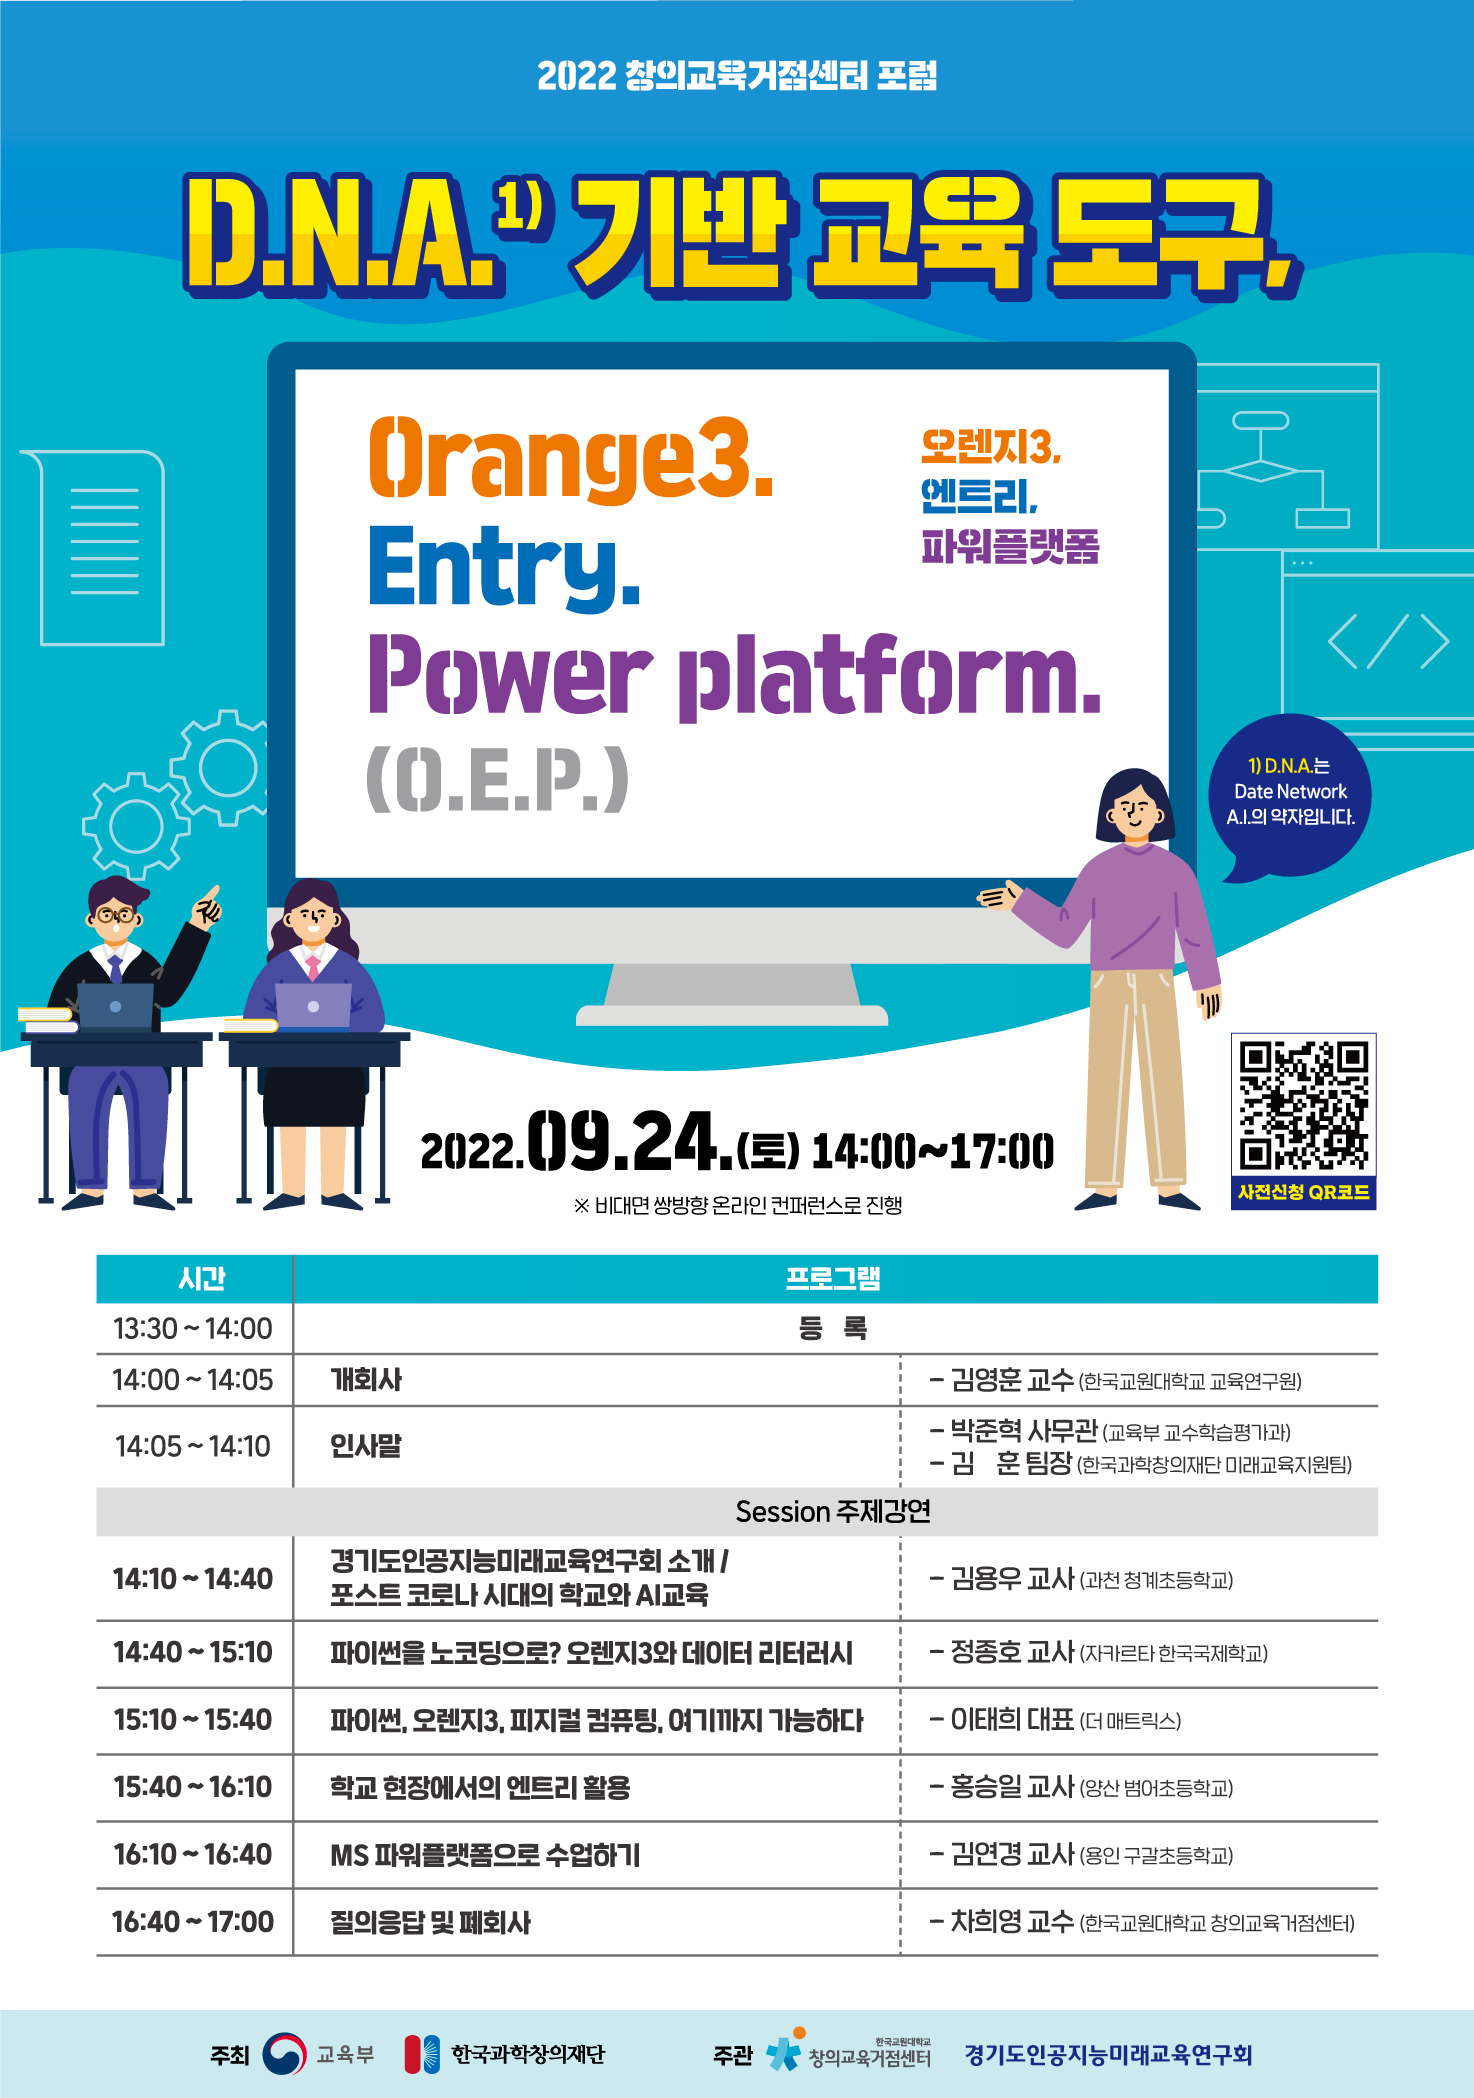 2022 창의교육거점센터 포럼
D.N.A.1) 기반 교육 도구,
Orange3.
Entry.
Power platform.
(O.E.P.)
오렌지3,
엔트리,
파워플랫폼
1) D.N.A.는
Date Network
A.I.의 약자입니다.
2022.09.24.(토) 14:00~17:00
※ 비대면 쌍방향 온라인 컨퍼런스로 진행
사전신청 QR코드
시간 프로그램
13:30 ~ 14:00 등 록
14:00 ~ 14:05 개회사 – 김영훈 교수 (한국교원대학교 교육연구원)
14:05 ~ 14:10 인사말 – 박준혁 사무관 (교육부 교수학습평가과)
– 김 훈 팀장 (한국과학창의재단 미래교육지원팀)
Session 주제강연
14:10 ~ 14:40 경기도인공지능미래교육연구회 소개 /
포스트 코로나 시대의 학교와 AI교육 – 김용우 교사 (과천 청계초등학교)
14:40 ~ 15:10 파이썬을 노코딩으로? 오렌지3와 데이터 리터러시 – 정종호 교사 (자카르타 한국국제학교)
15:10 ~ 15:40 파이썬, 오렌지3, 피지컬 컴퓨팅, 여기까지 가능하다 – 이태희 대표 (더 매트릭스)
15:40 ~ 16:10 학교 현장에서의 엔트리 활용 – 홍승일 교사 (양산 범어초등학교)
16:10 ~ 16:40 MS 파워플랫폼으로 수업하기 – 김연경 교사 (용인 구갈초등학교)
16:40 ~ 17:00 질의응답 및 폐회사 – 차희영 교수 (한국교원대학교 창의교육거점센터)
주최 교육부 한국과학창의재단 주관 한국교원대학교 창의교육거점센터 경기도인공지능미래교육연구회